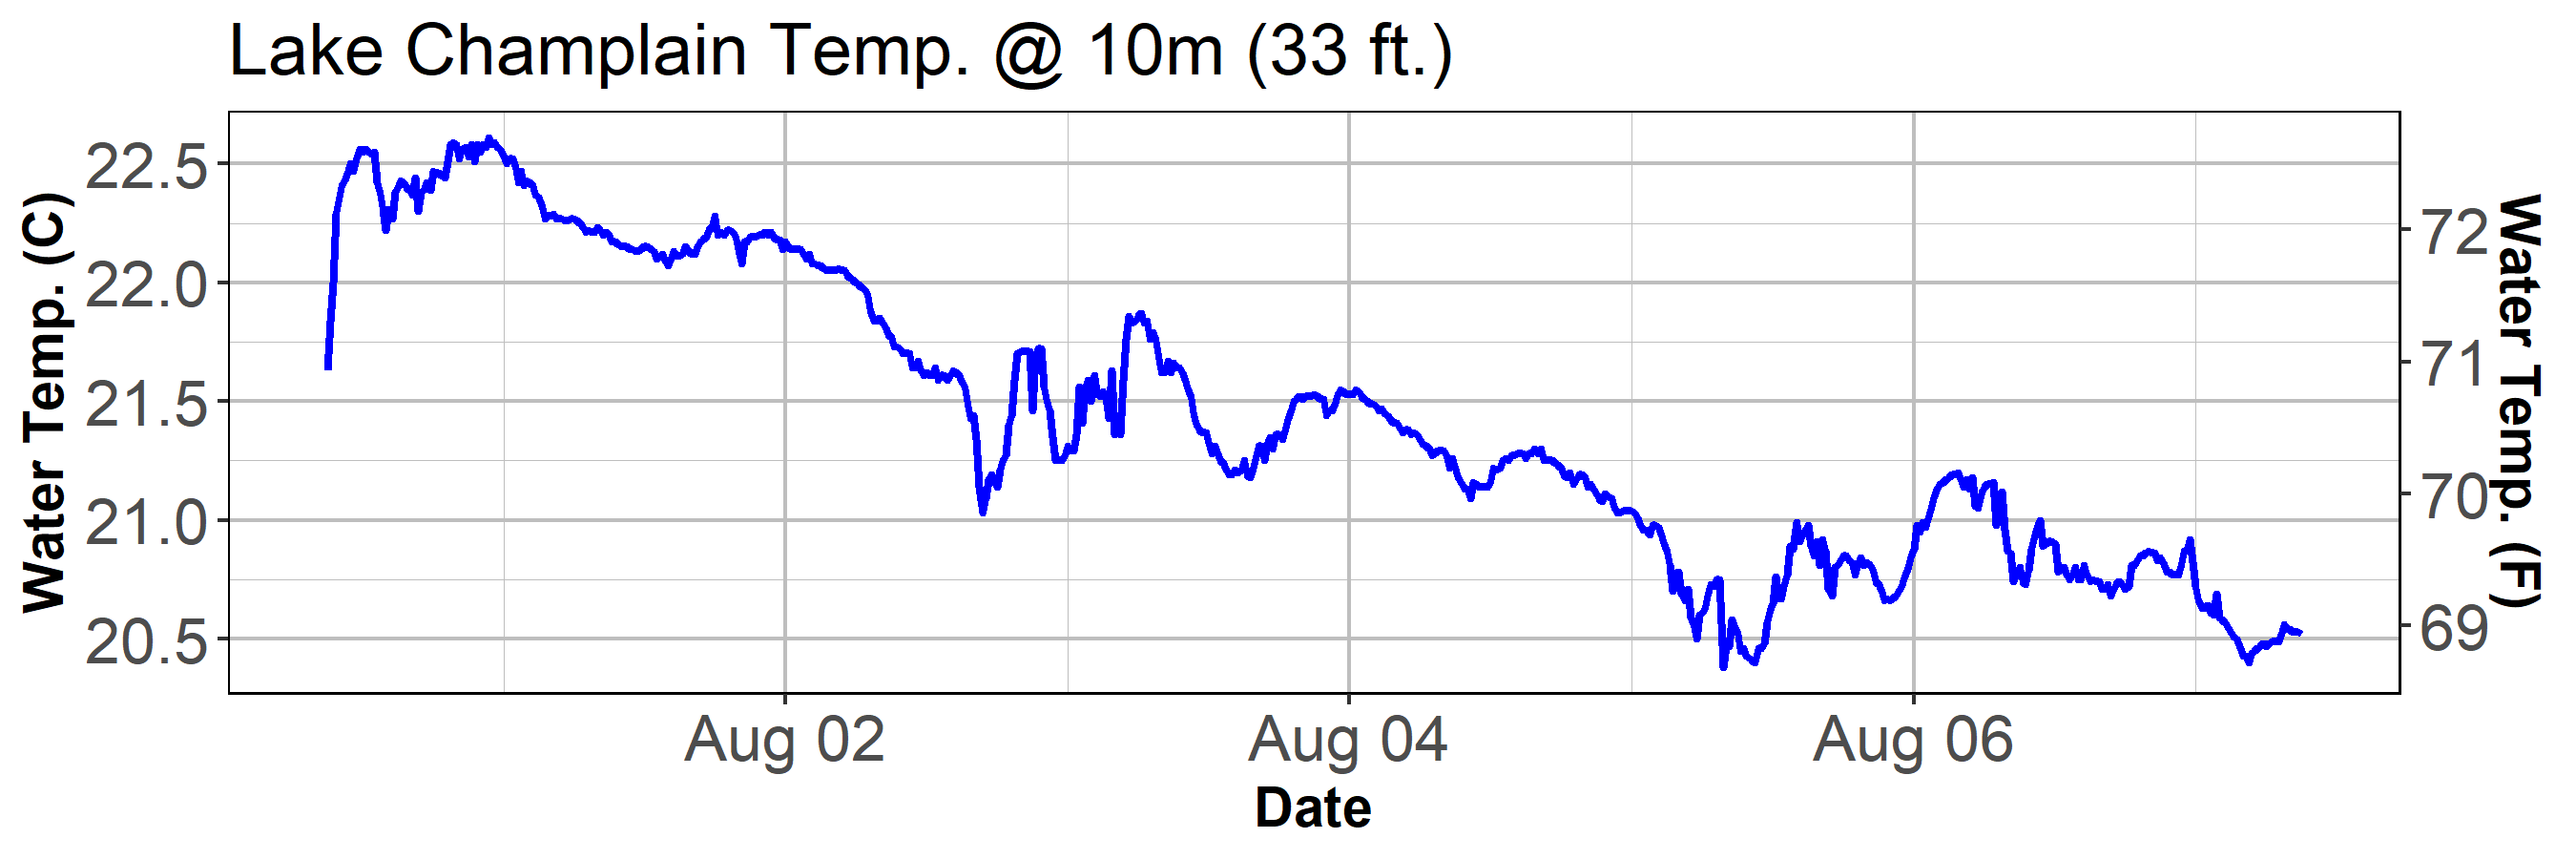 Lake Champlain Temp. @ 10m (33 ft.)
Water Temp. (C)
22.5
22.0
21.5
21.0
20.5
72
71
70
69
Water Temp. (F)
Aug 02
Aug 04
Aug 06
Date